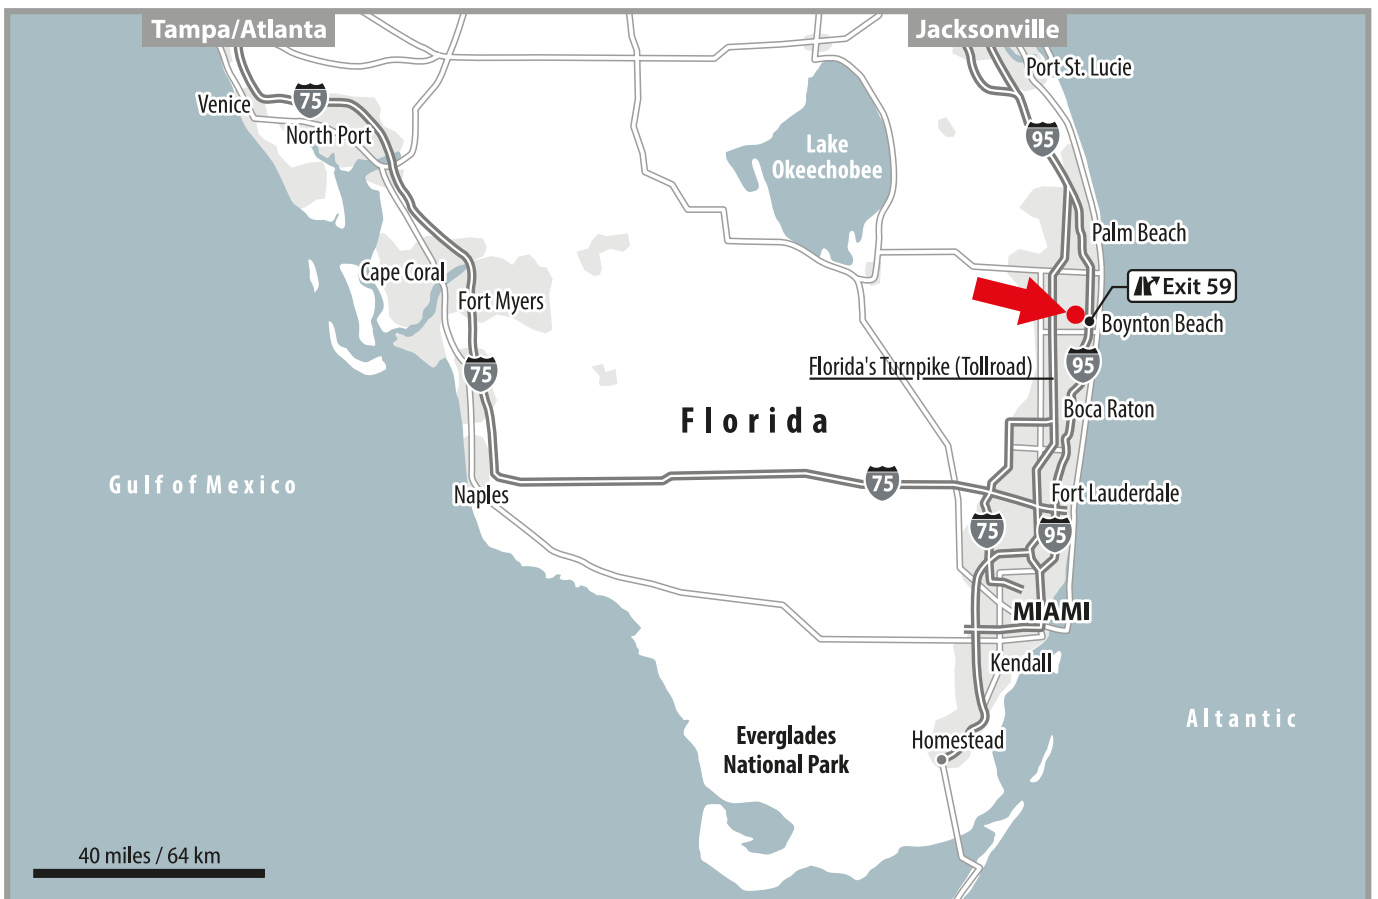 Tampa/Atlanta
Jacksonville
Port St. Lucie
Venice
75
North Port
95
Lake
Okeechobee
Palm Beach
Cape Coral
Fort Myers
Exit 59
Boynton Beach
75
Florida's Turnpike (Tollroad)
95
Boca Raton
Florida
Gulf of Mexico
Naples
75
Fort Lauderdale
75
95
MIAMI
Kendall
Altantic
Everglades
National Park
Homestead
40 miles / 64 km